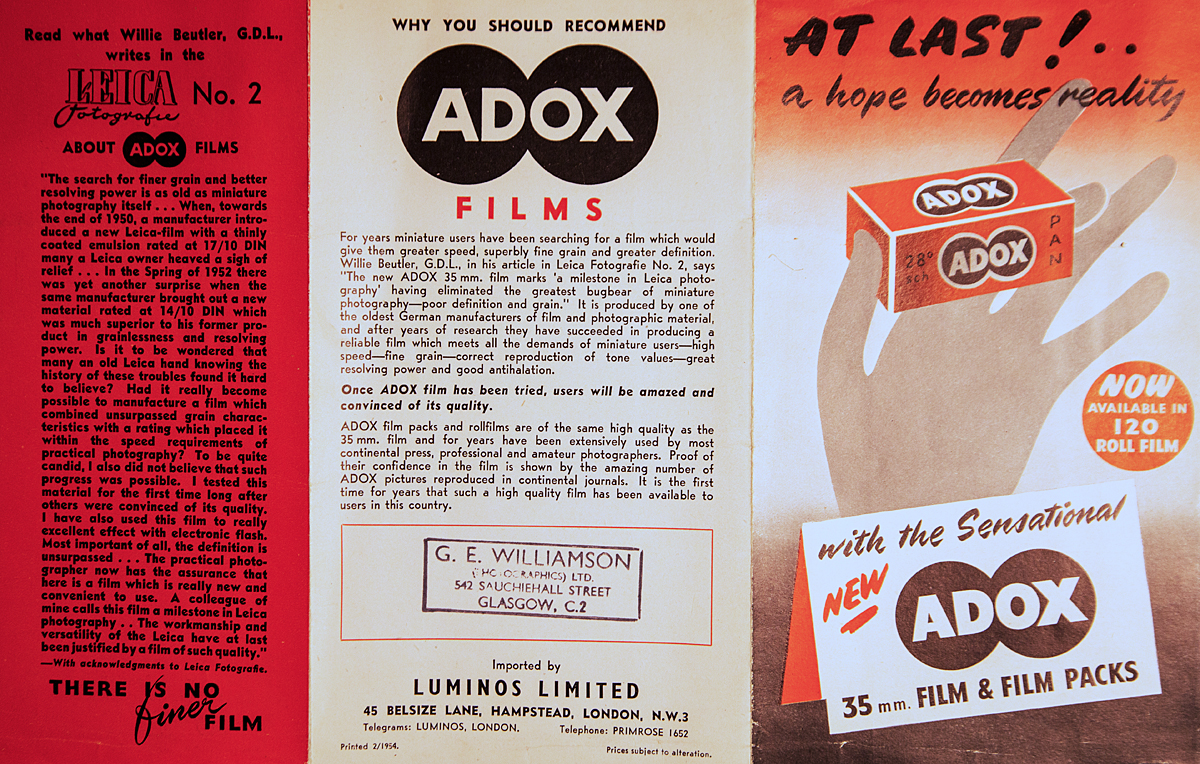 Read what Willie Beutler, G.D.L.,
writes in the
LEICA
Fotografie
No. 2
ABOUT ADOX FILMS
"The search for finer grain and better
resolving power is as old as miniature
photography itself . . . When, towards
the end of 1950, a manufacturer intro-
duced a new Leica-film with a thinly
coated emulsion rated at 17/10 DIN
many a Leica owner heaved a sigh of
relief . . . In the Spring of 1952 there
was yet another surprise when the
same manufacturer brought out a new
material rated at 14/10 DIN which
was much superior to his former pro-
duct in grainlessness and resolving
power. Is it to be wondered that
many an old Leica hand knowing the
history of these troubles found it hard
to believe? Had it really become
possible to manufacture a film which
combined unsurpassed grain charac-
teristics with a rating which placed it
within the speed requirements of
practical photography? To be quite
candid, I also did not believe that such
progress was possible. I tested this
material for the first time long after
others were convinced of its quality.
I have also used this film to really
excellent effect with electronic flash.
Most important of all, the definition is
unsurpassed . . . The practical photo-
grapher now has the assurance that
here is a film which is really new and
convenient to use. A colleague of
mine calls this film a milestone in Leica
photography . . The workmanship and
versatility of the Leica have at last
been justified by a film of such quality."
—With acknowledgments to Leica Fotografie.
THERE IS NO
finer FILM
WHY YOU SHOULD RECOMMEND
ADOX
FILMS
For years miniature users have been searching for a film which would
give them greater speed, superbly fine grain and greater definition.
Willie Beutler, G.D.L., in his article in Leica Fotografie No. 2, says
"The new ADOX 35 mm. film marks 'a milestone in Leica photo-
graphy' having eliminated the greatest bugbear of miniature
photography—poor definition and grain." It is produced by one of
the oldest German manufacturers of film and photographic material,
and after years of research they have succeeded in producing a
reliable film which meets all the demands of miniature users—high
speed—fine grain—correct reproduction of tone values—great
resolving power and good antihalation.
Once ADOX film has been tried, users will be amazed and
convinced of its quality.
ADOX film packs and rollfilms are of the same high quality as the
35 mm. film and for years have been extensively used by most
continental press, professional and amateur photographers. Proof of
their confidence in the film is shown by the amazing number of
ADOX pictures reproduced in continental journals. It is the first
time for years that such a high quality film has been available to
users in this country.
G. E. WILLIAMSON
(PHOTOGRAPHICS) LTD.
542 SAUCHIEHALL STREET
GLASGOW, C.2
Imported by
LUMINOS LIMITED
45 BELSIZE LANE, HAMPSTEAD, LONDON, N.W.3
Telegrams: LUMINOS, LONDON. Telephone: PRIMROSE 1652
Printed 2/1954. Prices subject to alteration.
AT LAST!..
a hope becomes reality
ADOX
ADOX
PAN
28°
sch
NOW
AVAILABLE IN
120
ROLL FILM
with the Sensational
NEW
ADOX
35 mm. FILM & FILM PACKS